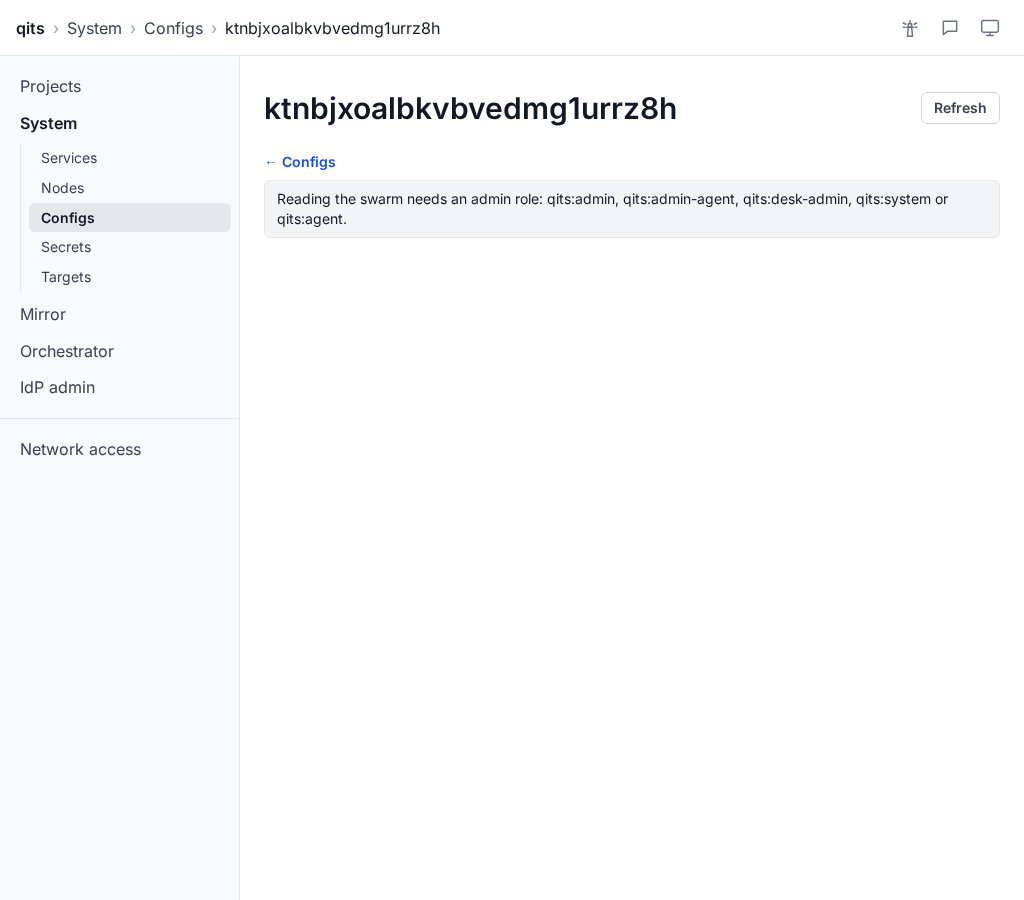 qits › System › Configs › ktnbjxoalbkvbvedmg1urrz8h
Projects
System
Services
Nodes
Configs
Secrets
Targets
Mirror
Orchestrator
IdP admin
Network access
ktnbjxoalbkvbvedmg1urrz8h
Refresh
← Configs
Reading the swarm needs an admin role: qits:admin, qits:admin-agent, qits:desk-admin, qits:system or
qits:agent.